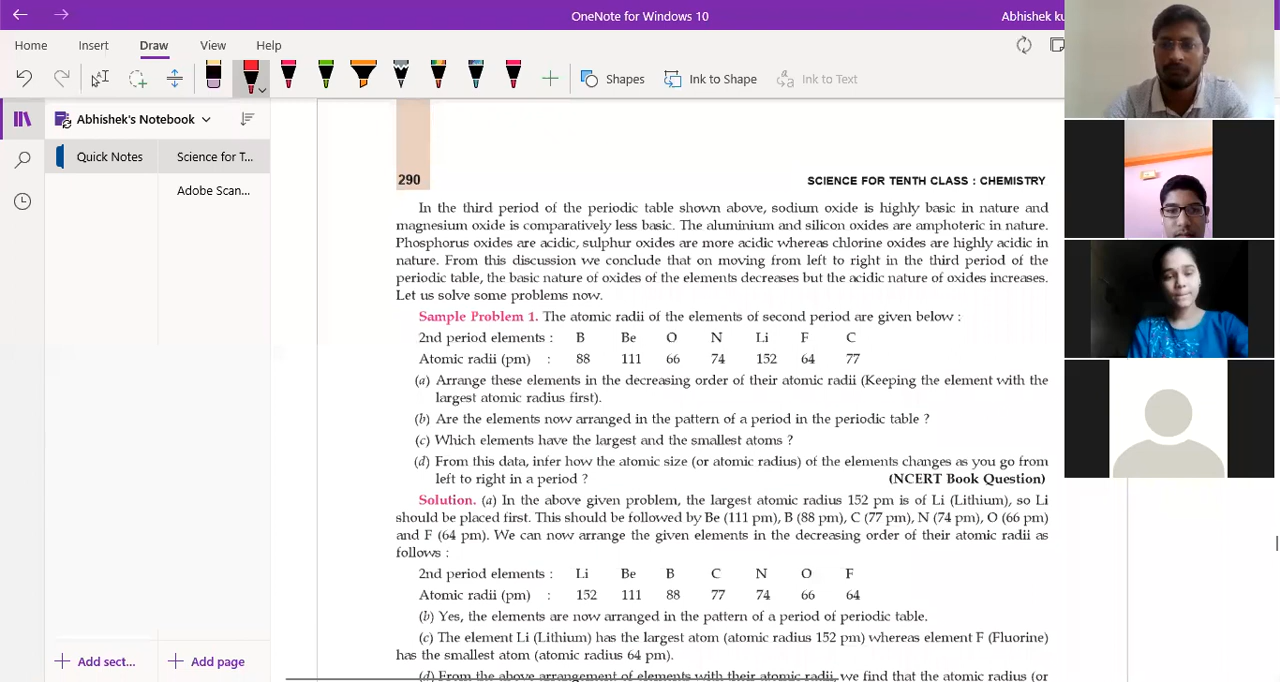 OneNote for Windows 10
Abhishek ku
Home Insert Draw View Help
Shapes Ink to Shape Ink to Text
Abhishek's Notebook
Quick Notes
Science for T...
Adobe Scan...
290
SCIENCE FOR TENTH CLASS : CHEMISTRY
In the third period of the periodic table shown above, sodium oxide is highly basic in nature and
magnesium oxide is comparatively less basic. The aluminium and silicon oxides are amphoteric in nature.
Phosphorus oxides are acidic, sulphur oxides are more acidic whereas chlorine oxides are highly acidic in
nature. From this discussion we conclude that on moving from left to right in the third period of the
periodic table, the basic nature of oxides of the elements decreases but the acidic nature of oxides increases.
Let us solve some problems now.
Sample Problem 1. The atomic radii of the elements of second period are given below :
2nd period elements : B Be O N Li F C
Atomic radii (pm) : 88 111 66 74 152 64 77
(a) Arrange these elements in the decreasing order of their atomic radii (Keeping the element with the
largest atomic radius first).
(b) Are the elements now arranged in the pattern of a period in the periodic table ?
(c) Which elements have the largest and the smallest atoms ?
(d) From this data, infer how the atomic size (or atomic radius) of the elements changes as you go from
left to right in a period ? (NCERT Book Question)
Solution. (a) In the above given problem, the largest atomic radius 152 pm is of Li (Lithium), so Li
should be placed first. This should be followed by Be (111 pm), B (88 pm), C (77 pm), N (74 pm), O (66 pm)
and F (64 pm). We can now arrange the given elements in the decreasing order of their atomic radii as
follows :
2nd period elements : Li Be B C N O F
Atomic radii (pm) : 152 111 88 77 74 66 64
(b) Yes, the elements are now arranged in the pattern of a period of periodic table.
(c) The element Li (Lithium) has the largest atom (atomic radius 152 pm) whereas element F (Fluorine)
has the smallest atom (atomic radius 64 pm).
(d) From the above arrangement of elements with their atomic radii, we find that the atomic radius (or
Add sect...
Add page